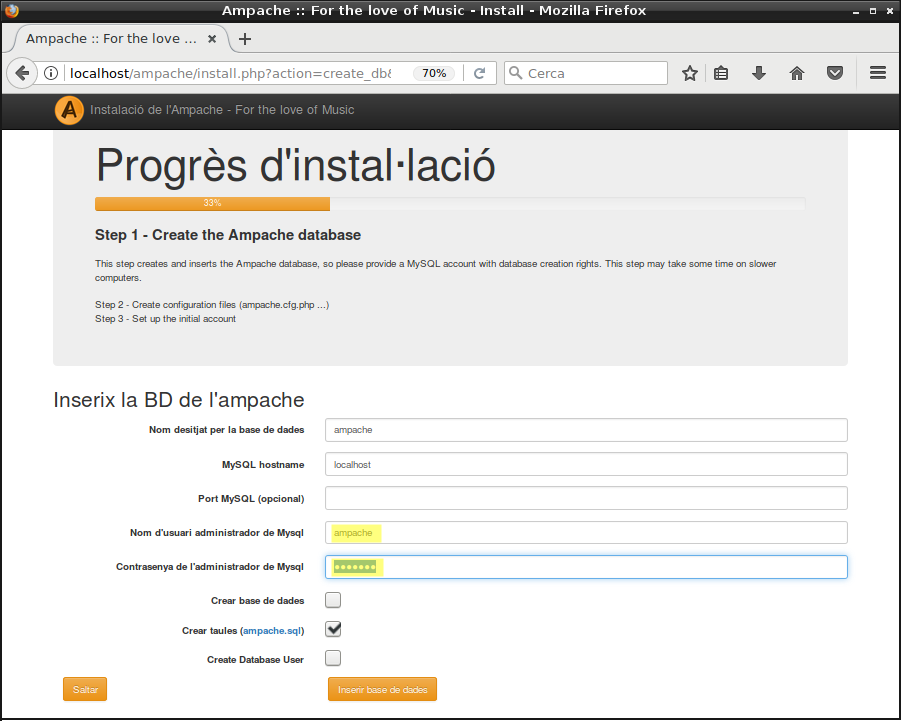 Ampache :: For the love of Music - Install - Mozilla Firefox
Ampache :: For the love ...
localhost/ampache/install.php?action=create_db&
70%
Cerca
Instalació de l'Ampache - For the love of Music
Progrès d'instal·lació
33%
Step 1 - Create the Ampache database
This step creates and inserts the Ampache database, so please provide a MySQL account with database creation rights. This step may take some time on slower
computers.
Step 2 - Create configuration files (ampache.cfg.php ...)
Step 3 - Set up the initial account
Inserix la BD de l'ampache
Nom desitjat per la base de dades ampache
MySQL hostname localhost
Port MySQL (opcional)
Nom d'usuari administrador de Mysql ampache
Contrasenya de l'administrador de Mysql •••••••
Crear base de dades
Crear taules (ampache.sql)
Create Database User
Saltar Inserir base de dades